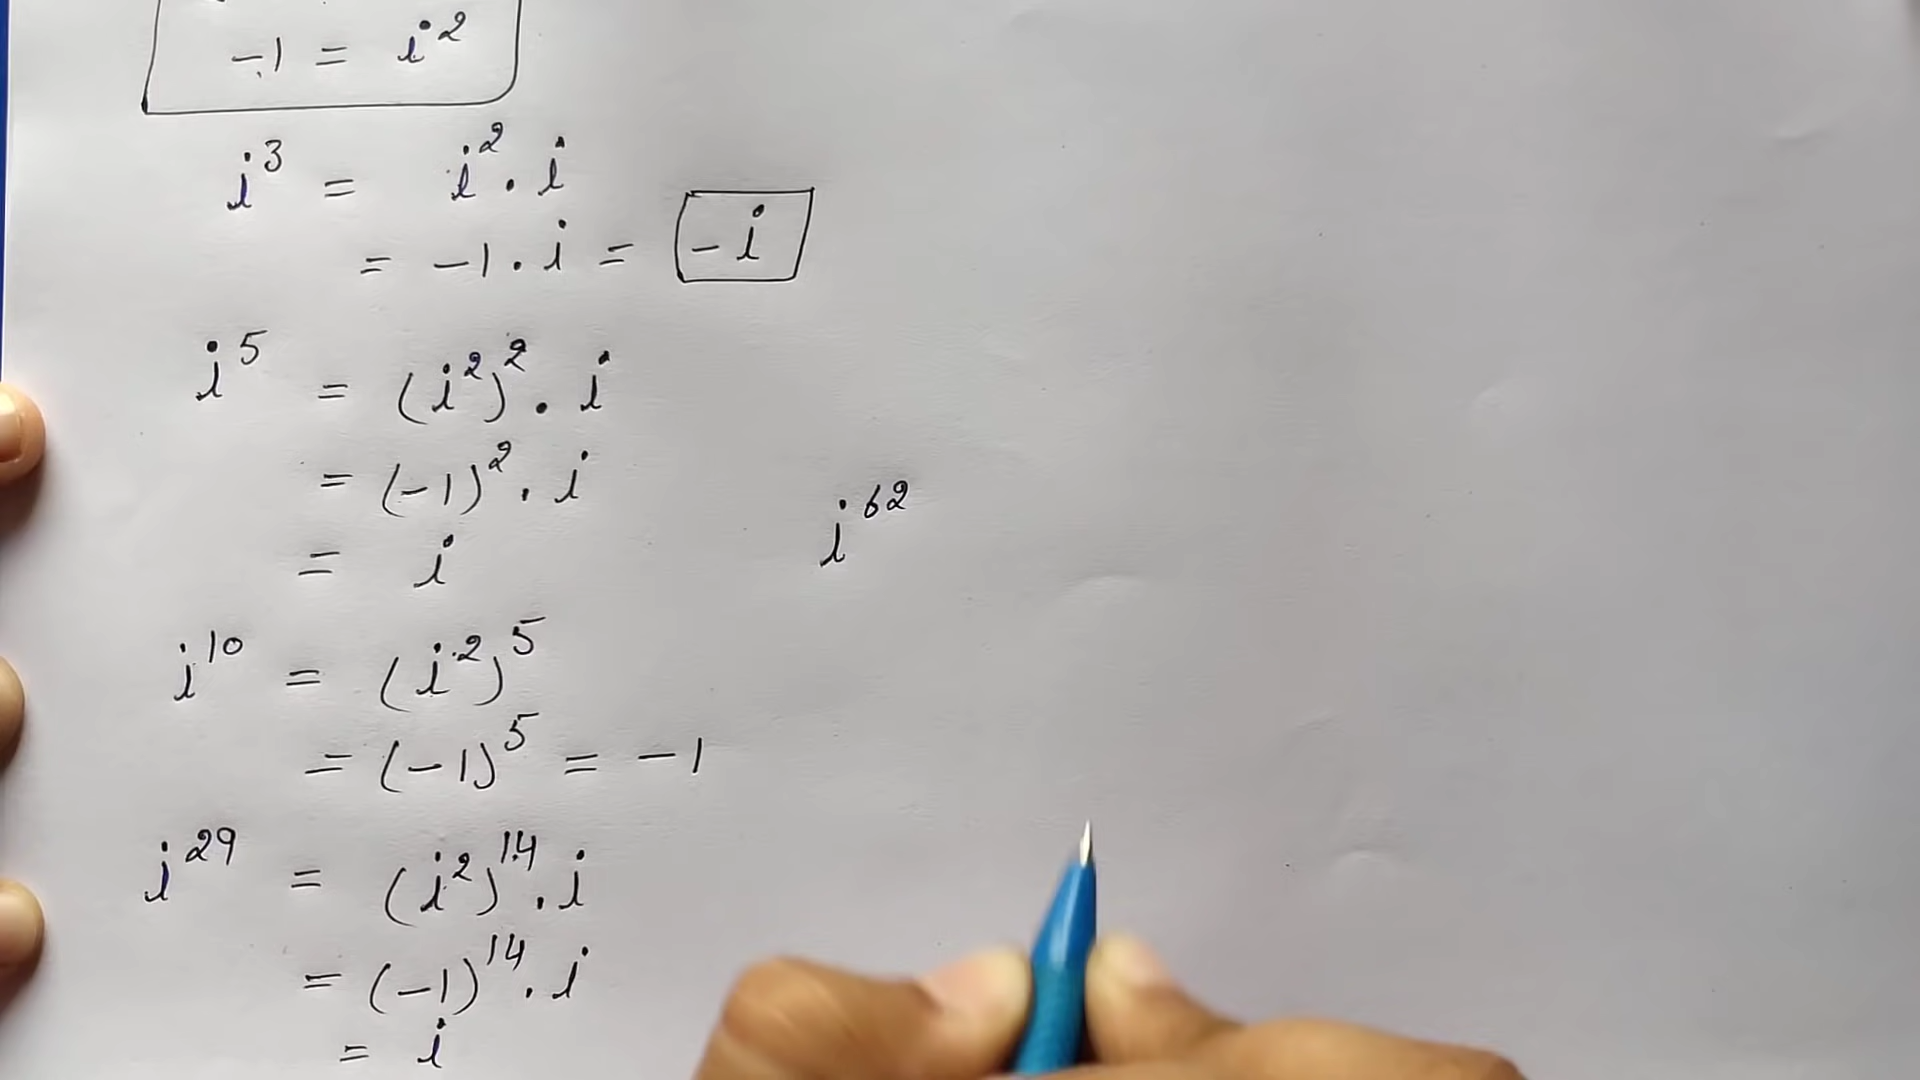 -1 = i²
i³ = i² . i
= -1 . i = -i
i⁵ = (i²)² . i
= (-1)² . i
= i
i⁶²
i¹⁰ = (i²)⁵
= (-1)⁵ = -1
i²⁹ = (i²)¹⁴ . i
= (-1)¹⁴ . i
= i